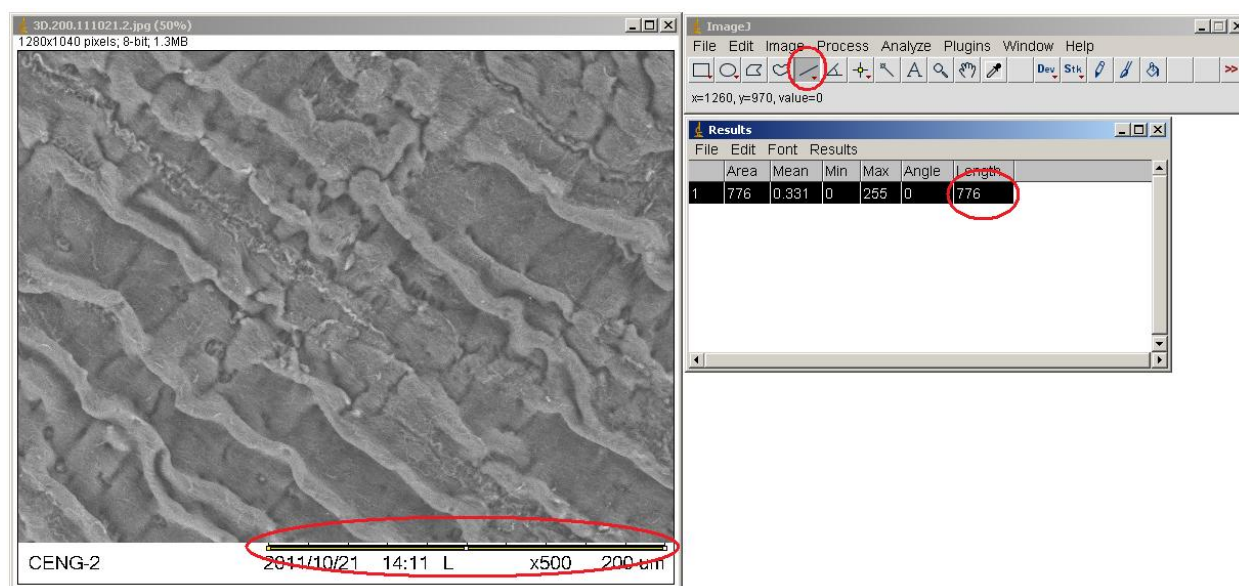 3D.200.111021.2.jpg (50%)
1280x1040 pixels; 8-bit; 1.3MB
CENG-2 2011/10/21 14:11 L x500 200 um
ImageJ
File Edit Image Process Analyze Plugins Window Help
A Dev Stk >>
x=1260, y=970, value=0
Results
File Edit Font Results
Area Mean Min Max Angle Length
1 776 0.331 0 255 0 776